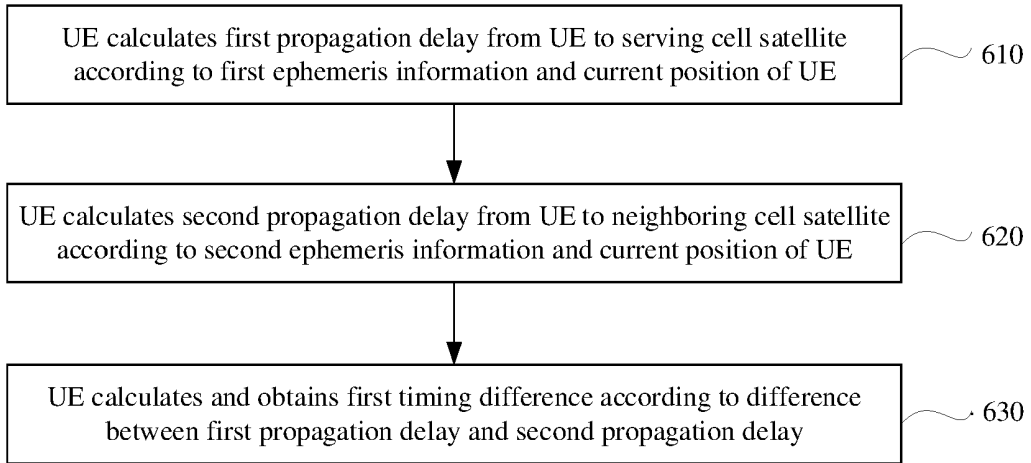 UE calculates first propagation delay from UE to serving cell satellite
according to first ephemeris information and current position of UE
610
UE calculates second propagation delay from UE to neighboring cell satellite
according to second ephemeris information and current position of UE
620
UE calculates and obtains first timing difference according to difference
between first propagation delay and second propagation delay
630